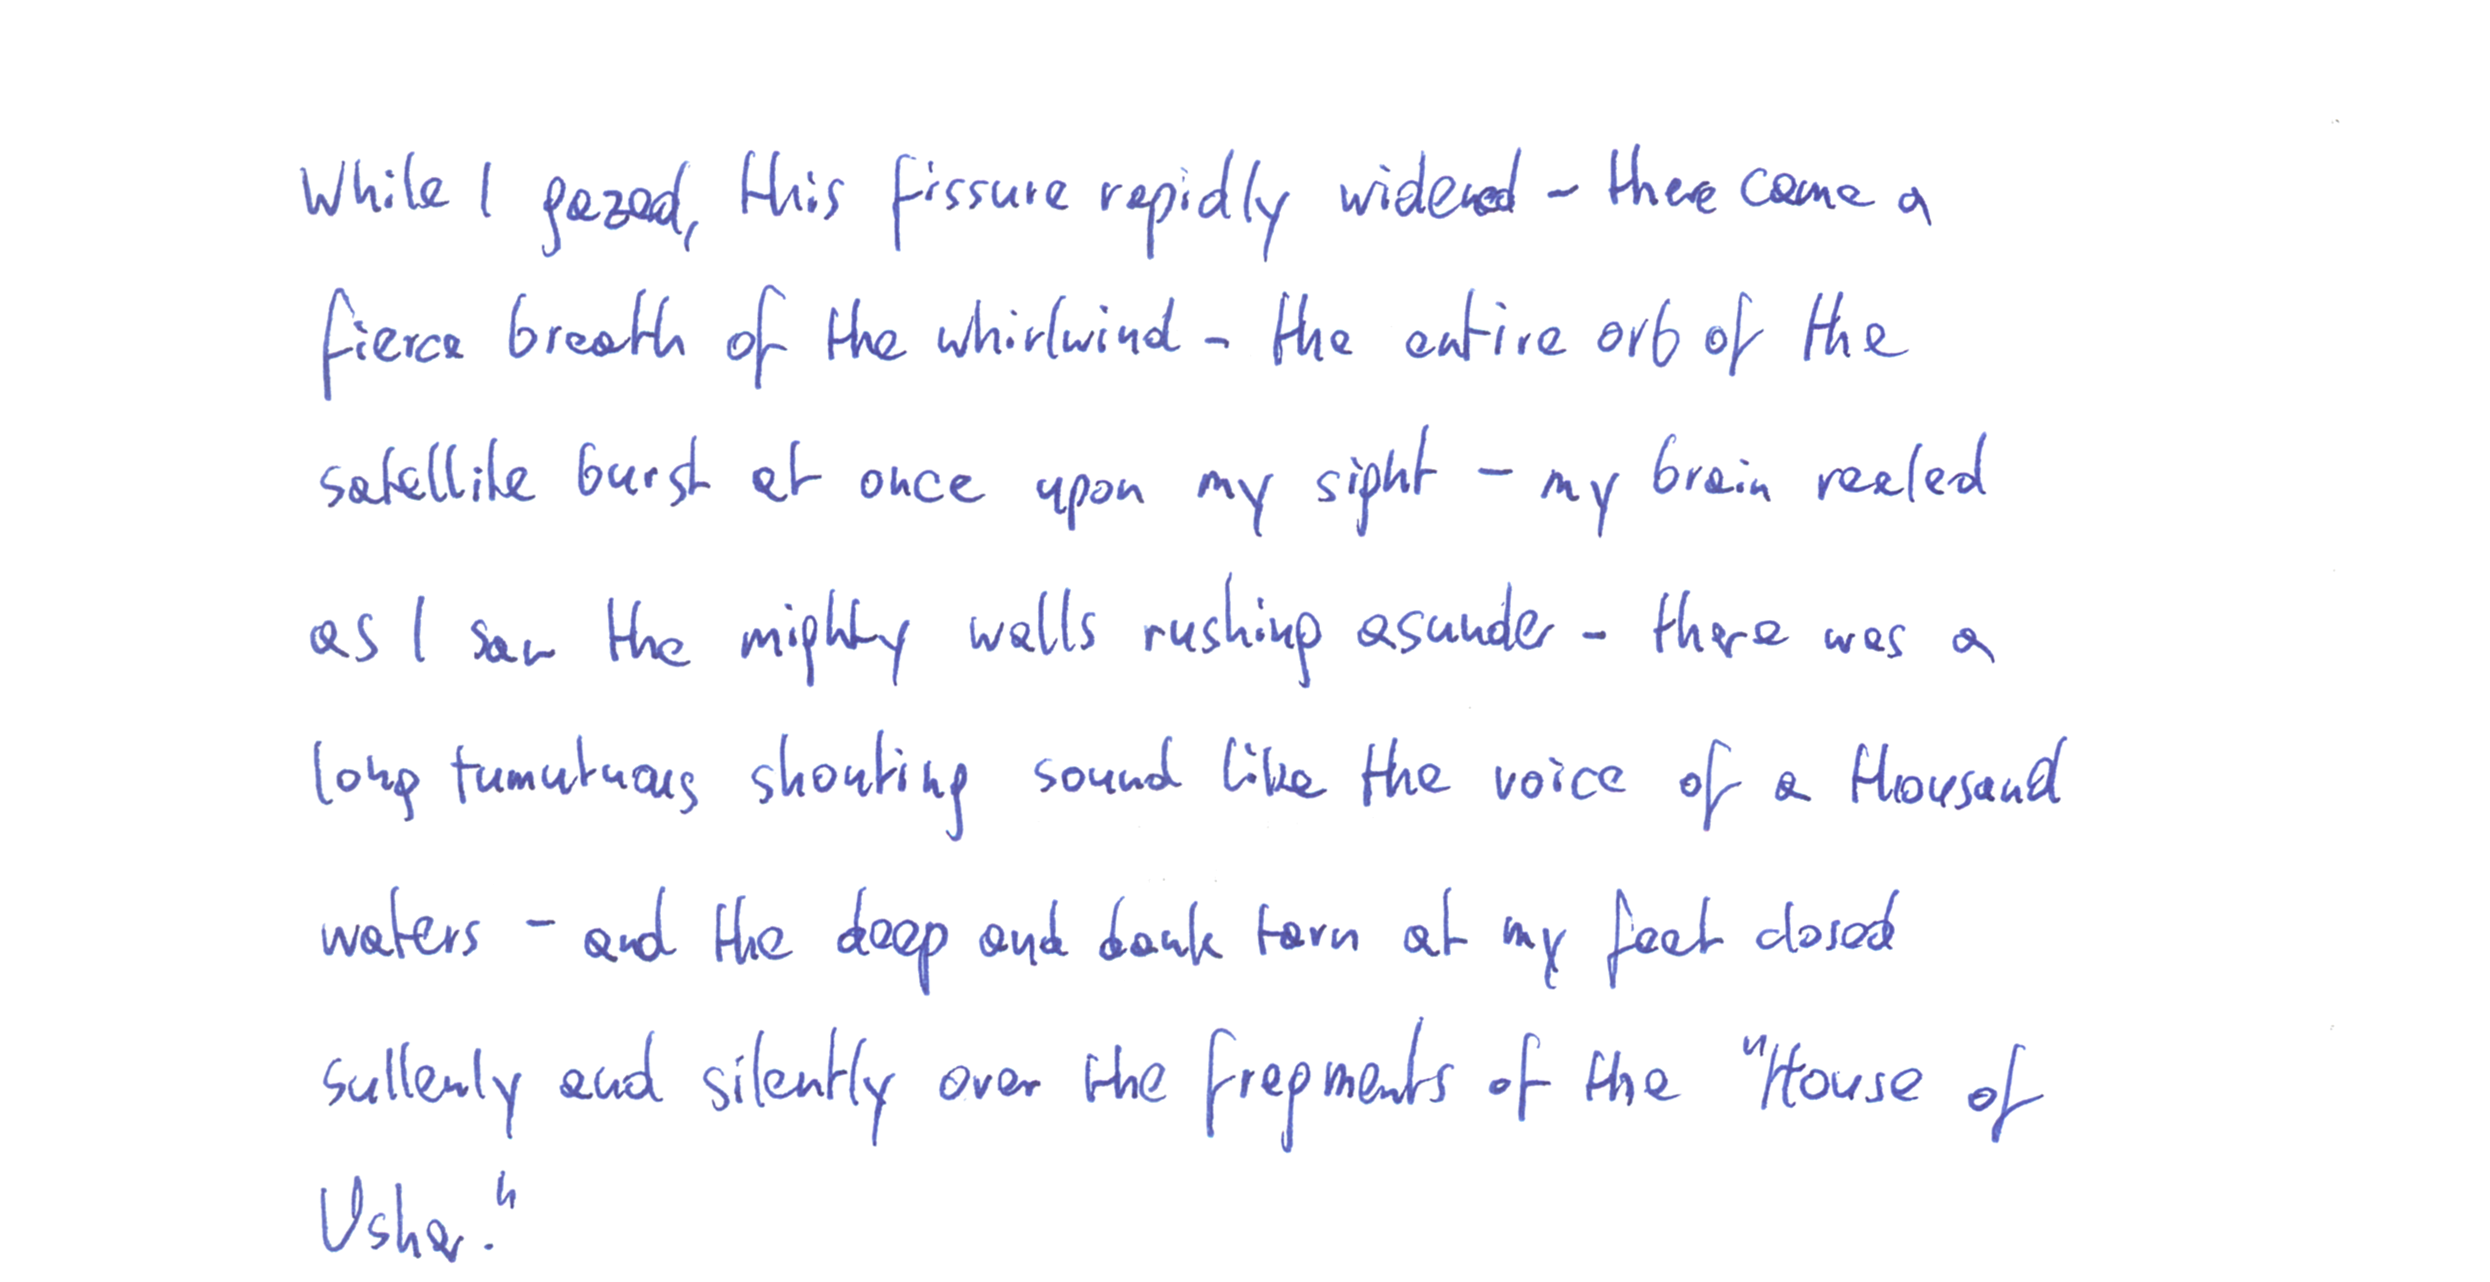 While I gazed, this fissure rapidly widened - there came a
fierce breath of the whirlwind - the entire orb of the
satellite burst at once upon my sight - my brain reeled
as I saw the mighty walls rushing asunder - there was a
long tumutuous shouting sound like the voice of a thousand
waters - and the deep and dank tarn at my feet closed
sullenly and silently over the fragments of the "House of
Usher."